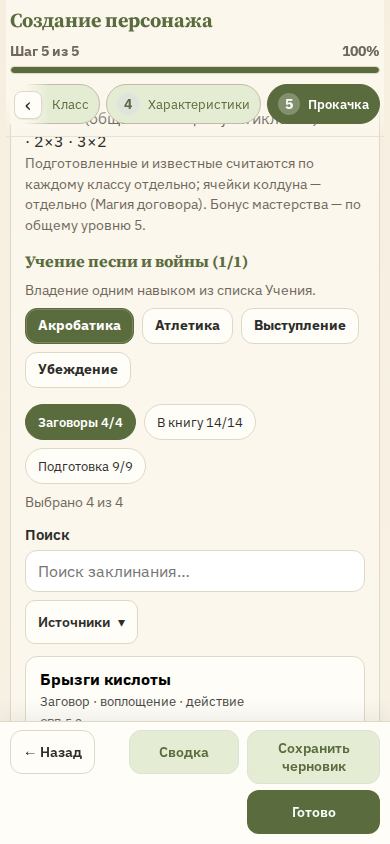 Создание персонажа
Шаг 5 из 5
100%
‹ Класс 4 Характеристики 5 Прокачка
· 2×3 · 3×2
Подготовленные и известные считаются по
каждому классу отдельно; ячейки колдуна —
отдельно (Магия договора). Бонус мастерства — по
общему уровню 5.
Учение песни и войны (1/1)
Владение одним навыком из списка Учения.
Акробатика Атлетика Выступление
Убеждение
Заговоры 4/4 В книгу 14/14
Подготовка 9/9
Выбрано 4 из 4
Поиск
Поиск заклинания…
Источники ▾
Брызги кислоты
Заговор · воплощение · действие
← Назад
Сводка
Сохранить
черновик
Готово